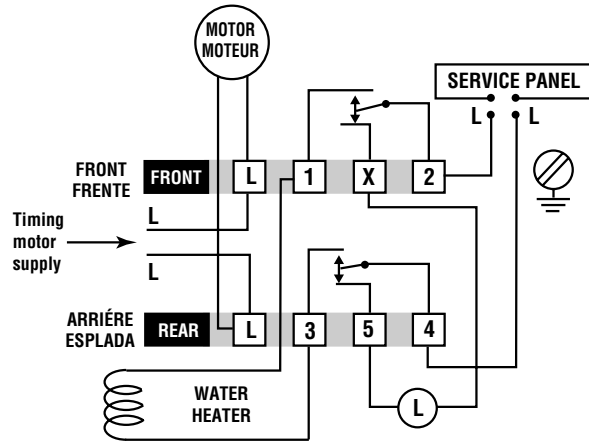 MOTOR
MOTEUR
SERVICE PANEL
L L
FRONT
FRENTE
FRONT L 1 X 2
Timing
motor
supply
L
L
ARRIÉRE
ESPLADA
REAR L 3 5 4
WATER
HEATER
L